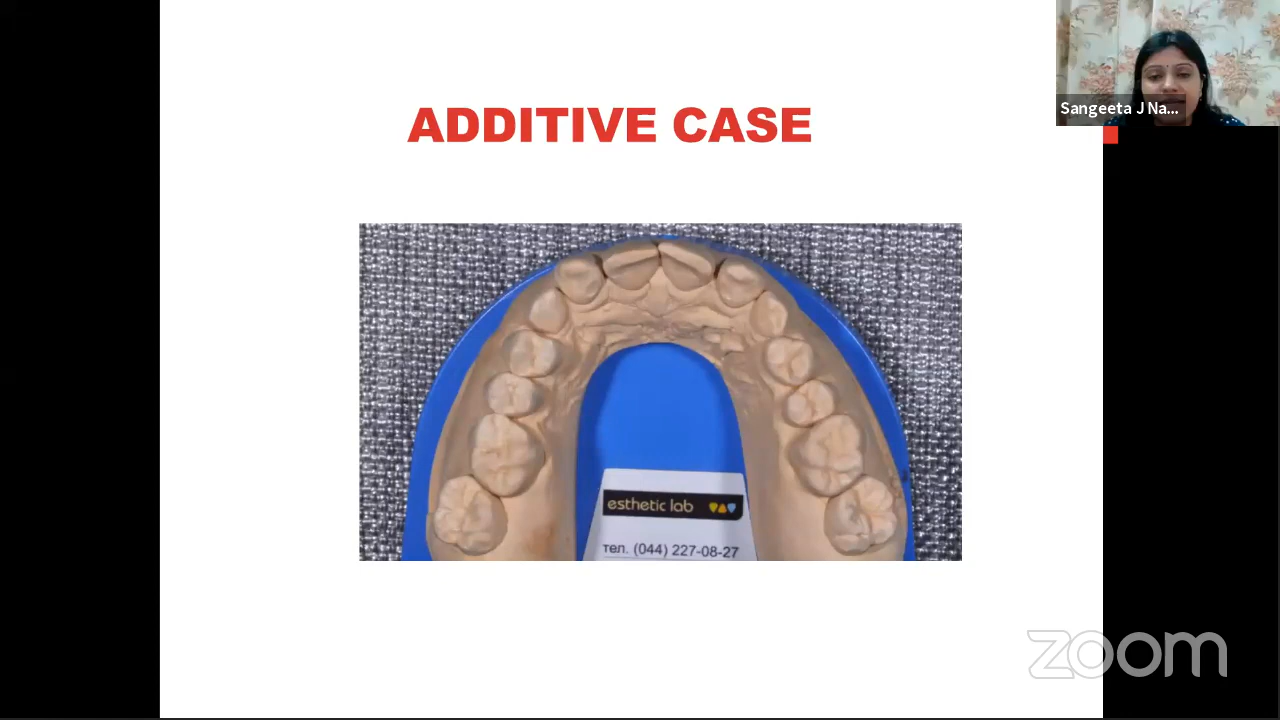 ADDITIVE CASE
Sangeeta J Na...
esthetic lab
тел. (044) 227-08-27
zoom